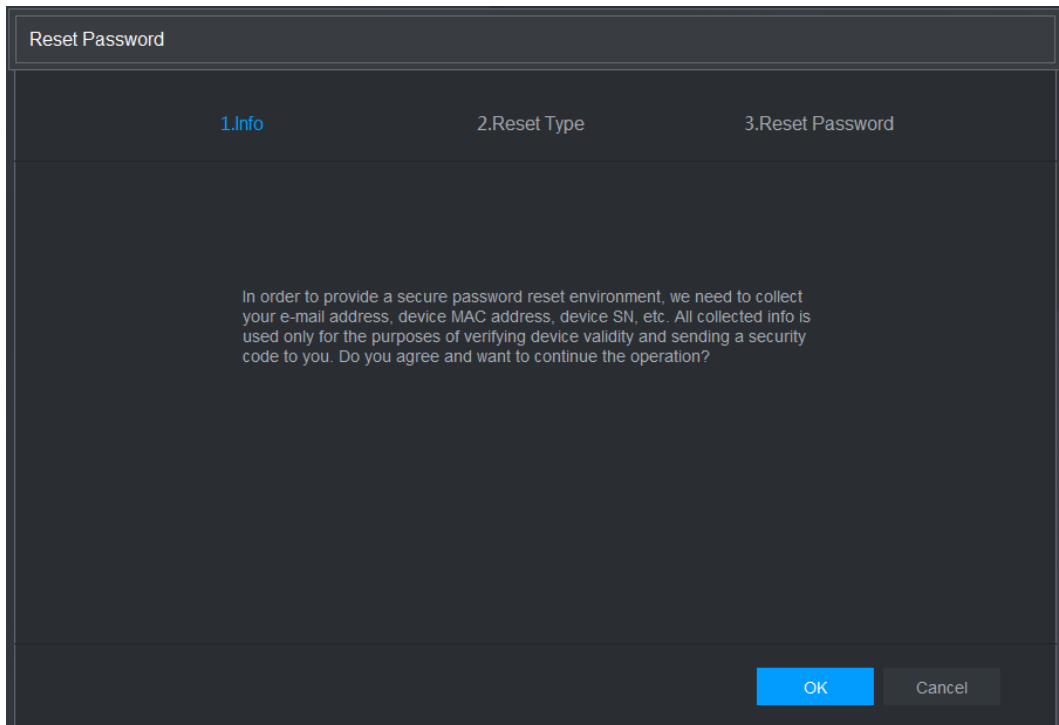 Reset Password
1.Info
2.Reset Type
3.Reset Password
In order to provide a secure password reset environment, we need to collect
your e-mail address, device MAC address, device SN, etc. All collected info is
used only for the purposes of verifying device validity and sending a security
code to you. Do you agree and want to continue the operation?
OK
Cancel